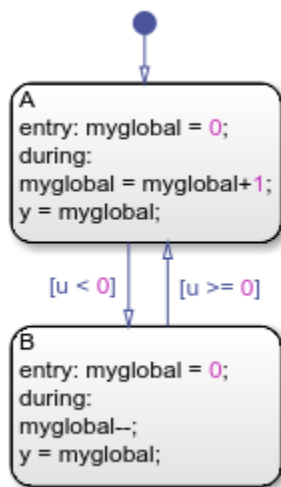 A
entry: myglobal = 0;
during:
myglobal = myglobal+1;
y = myglobal;
[u < 0]
[u >= 0]
B
entry: myglobal = 0;
during:
myglobal--;
y = myglobal;